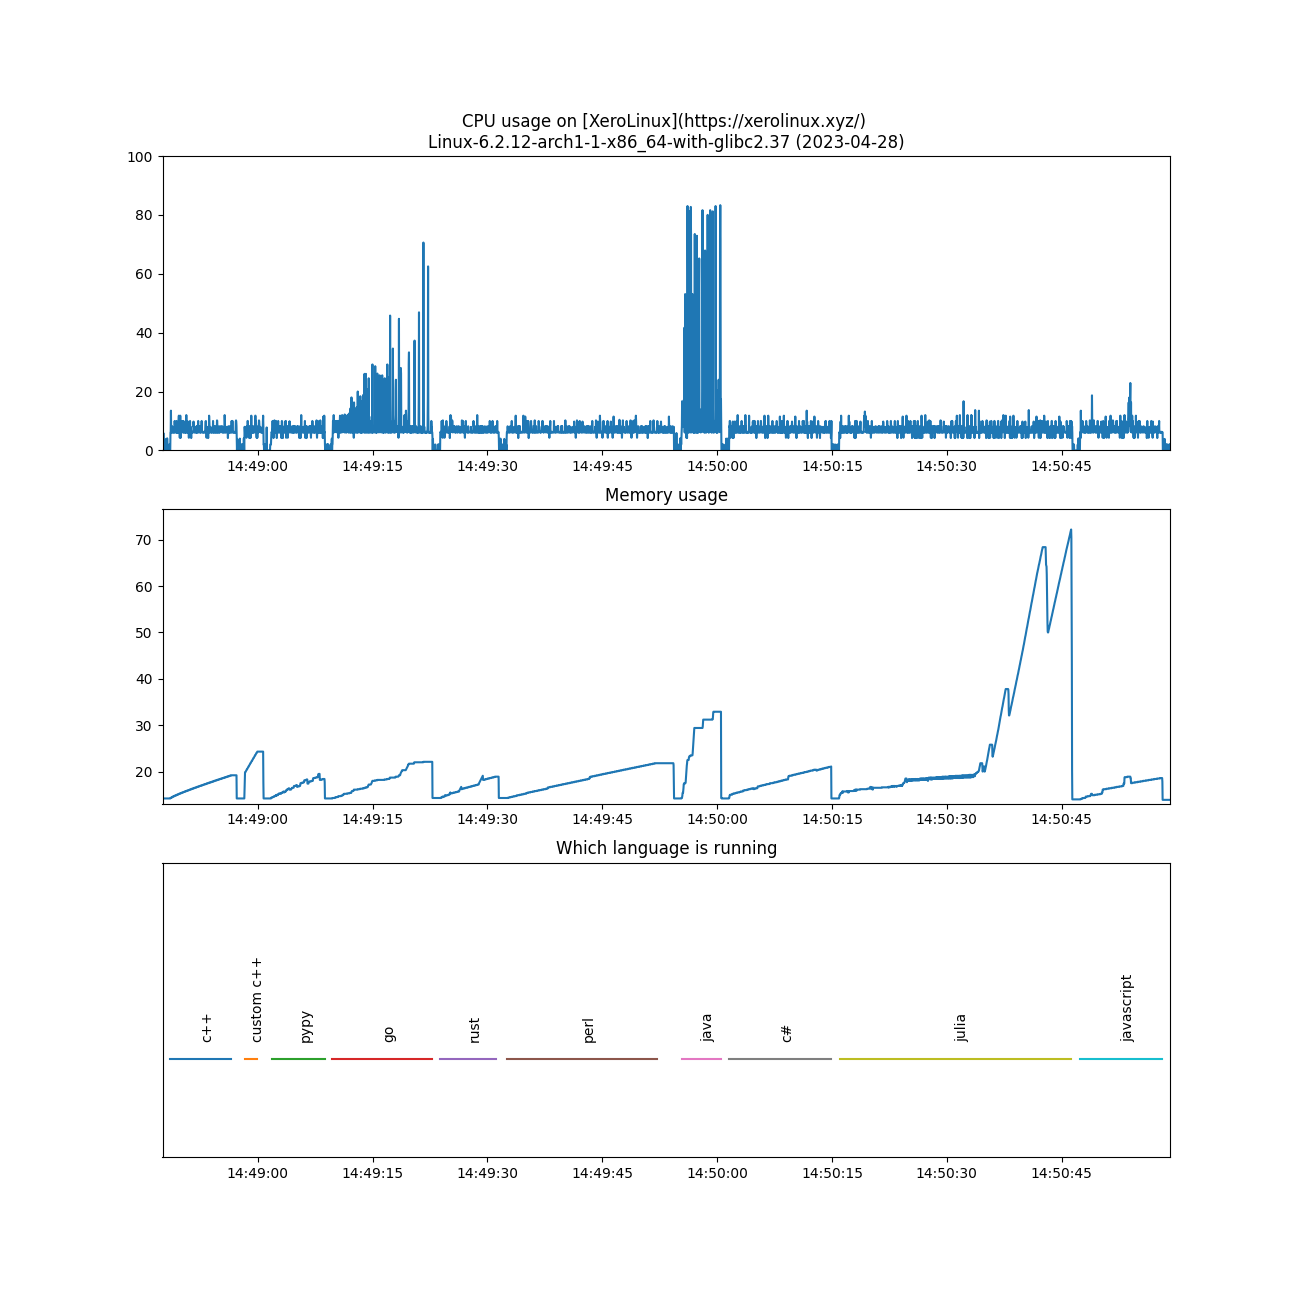 CPU usage on [XeroLinux](https://xerolinux.xyz/)
Linux-6.2.12-arch1-1-x86_64-with-glibc2.37 (2023-04-28)
100
80
60
40
20
0
14:49:00 14:49:15 14:49:30 14:49:45 14:50:00 14:50:15 14:50:30 14:50:45
Memory usage
70
60
50
40
30
20
14:49:00 14:49:15 14:49:30 14:49:45 14:50:00 14:50:15 14:50:30 14:50:45
Which language is running
c++
custom c++
pypy
go
rust
perl
java
c#
julia
javascript
14:49:00 14:49:15 14:49:30 14:49:45 14:50:00 14:50:15 14:50:30 14:50:45